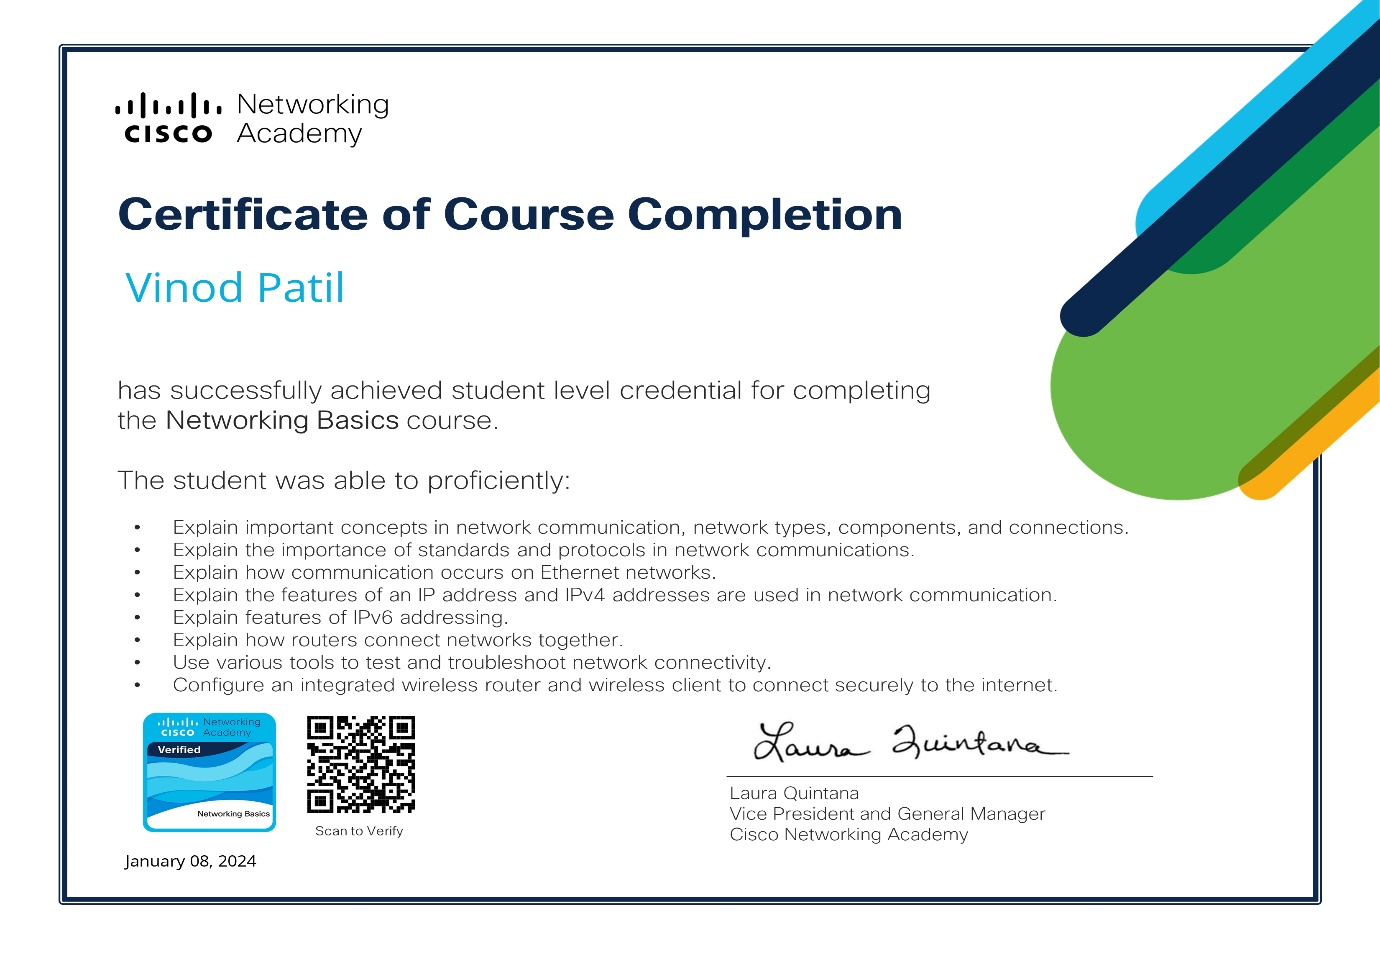 Networking
Academy
CISCO
Certificate of Course Completion
Vinod Patil
has successfully achieved student level credential for completing
the Networking Basics course.
The student was able to proficiently:
• Explain important concepts in network communication, network types, components, and connections.
• Explain the importance of standards and protocols in network communications.
• Explain how communication occurs on Ethernet networks.
• Explain the features of an IP address and IPv4 addresses are used in network communication.
• Explain features of IPv6 addressing.
• Explain how routers connect networks together.
• Use various tools to test and troubleshoot network connectivity.
• Configure an integrated wireless router and wireless client to connect securely to the internet.
Networking
CISCO Academy
Verified
Networking Basics
Scan to Verify
January 08, 2024
Laura Quintana
Laura Quintana
Vice President and General Manager
Cisco Networking Academy